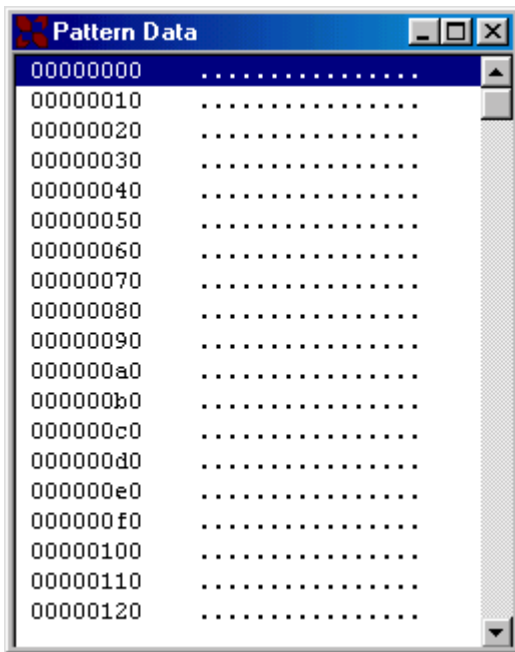 Pattern Data
00000000 ................
00000010 ................
00000020 ................
00000030 ................
00000040 ................
00000050 ................
00000060 ................
00000070 ................
00000080 ................
00000090 ................
000000a0 ................
000000b0 ................
000000c0 ................
000000d0 ................
000000e0 ................
000000f0 ................
00000100 ................
00000110 ................
00000120 ................